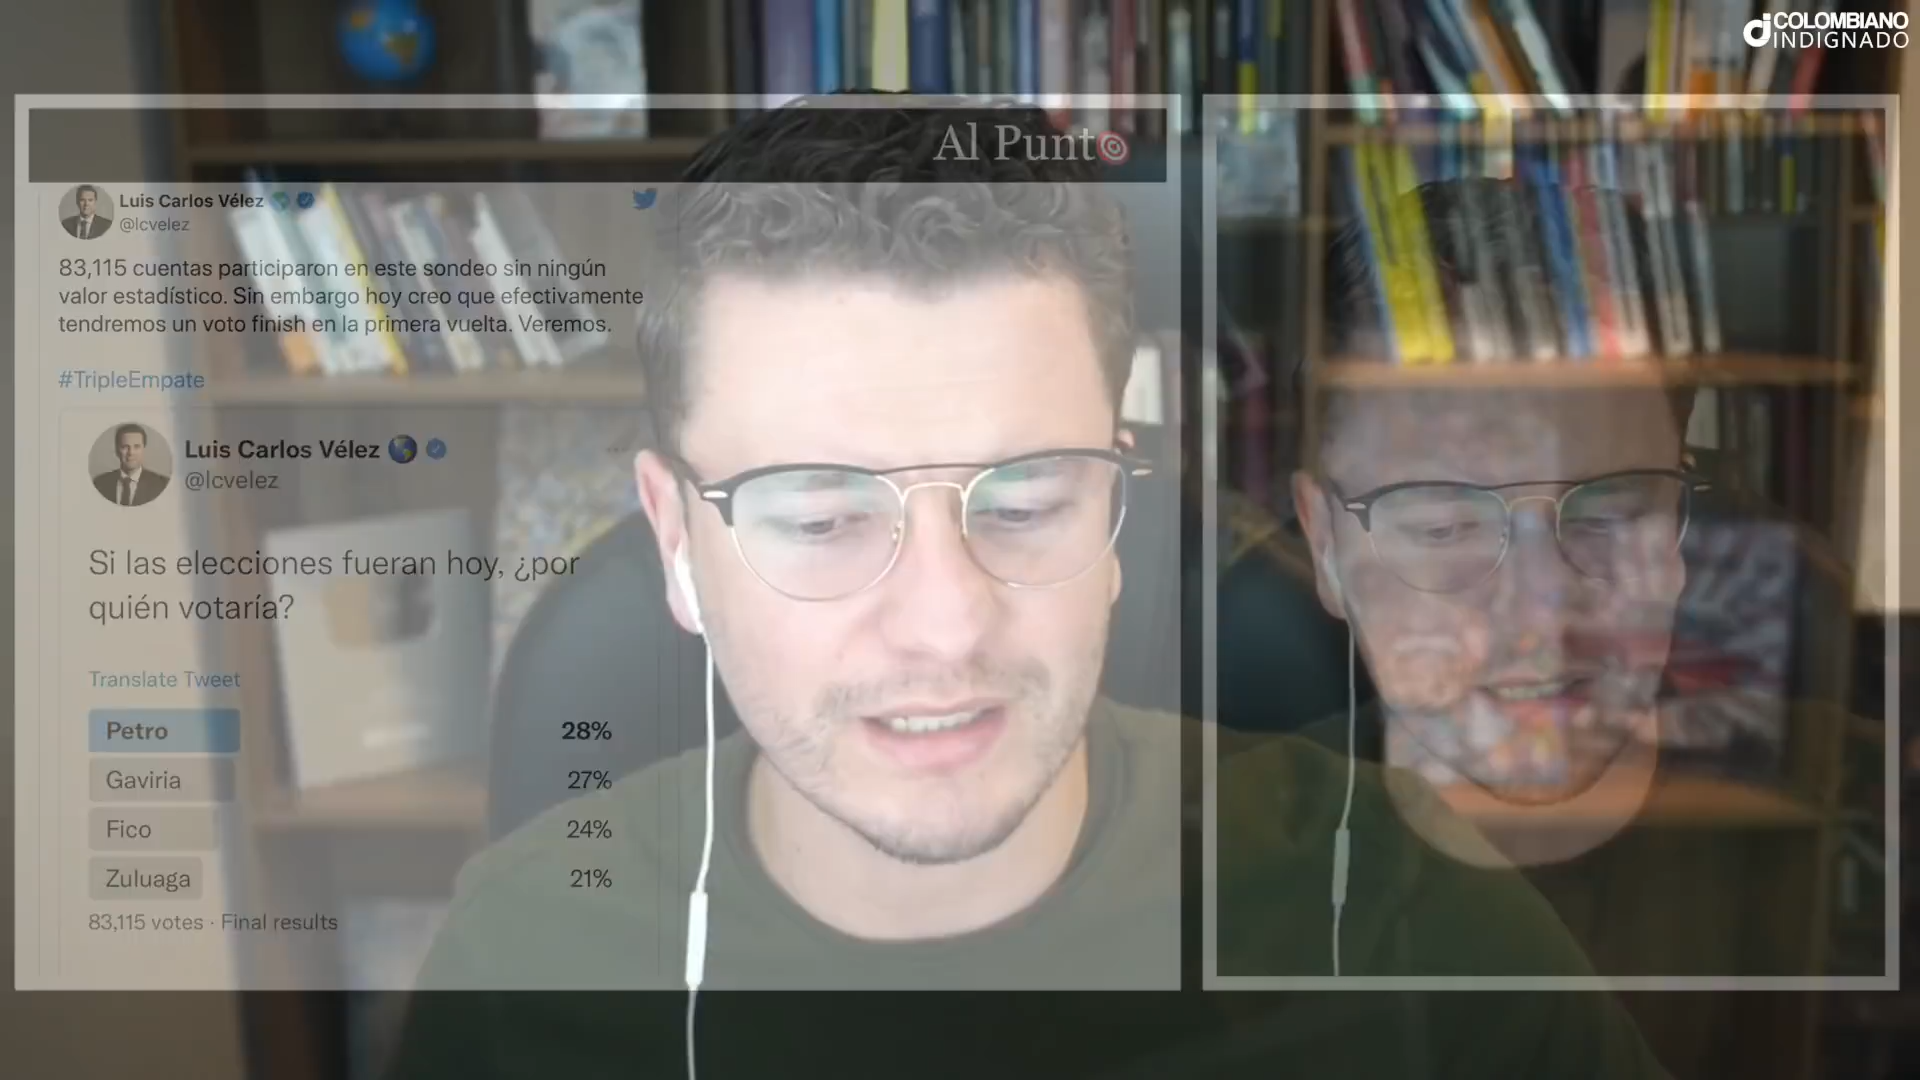 COLOMBIANO
INDIGNADO
Al Punto
Luis Carlos Vélez
@lcvelez
83,115 cuentas participaron en este sondeo sin ningún
valor estadístico. Sin embargo hoy creo que efectivamente
tendremos un voto finish en la primera vuelta. Veremos.
#TripleEmpate
Luis Carlos Vélez
@lcvelez
Si las elecciones fueran hoy, ¿por
quién votaría?
Translate Tweet
Petro 28%
Gaviria 27%
Fico 24%
Zuluaga 21%
83,115 votes · Final results